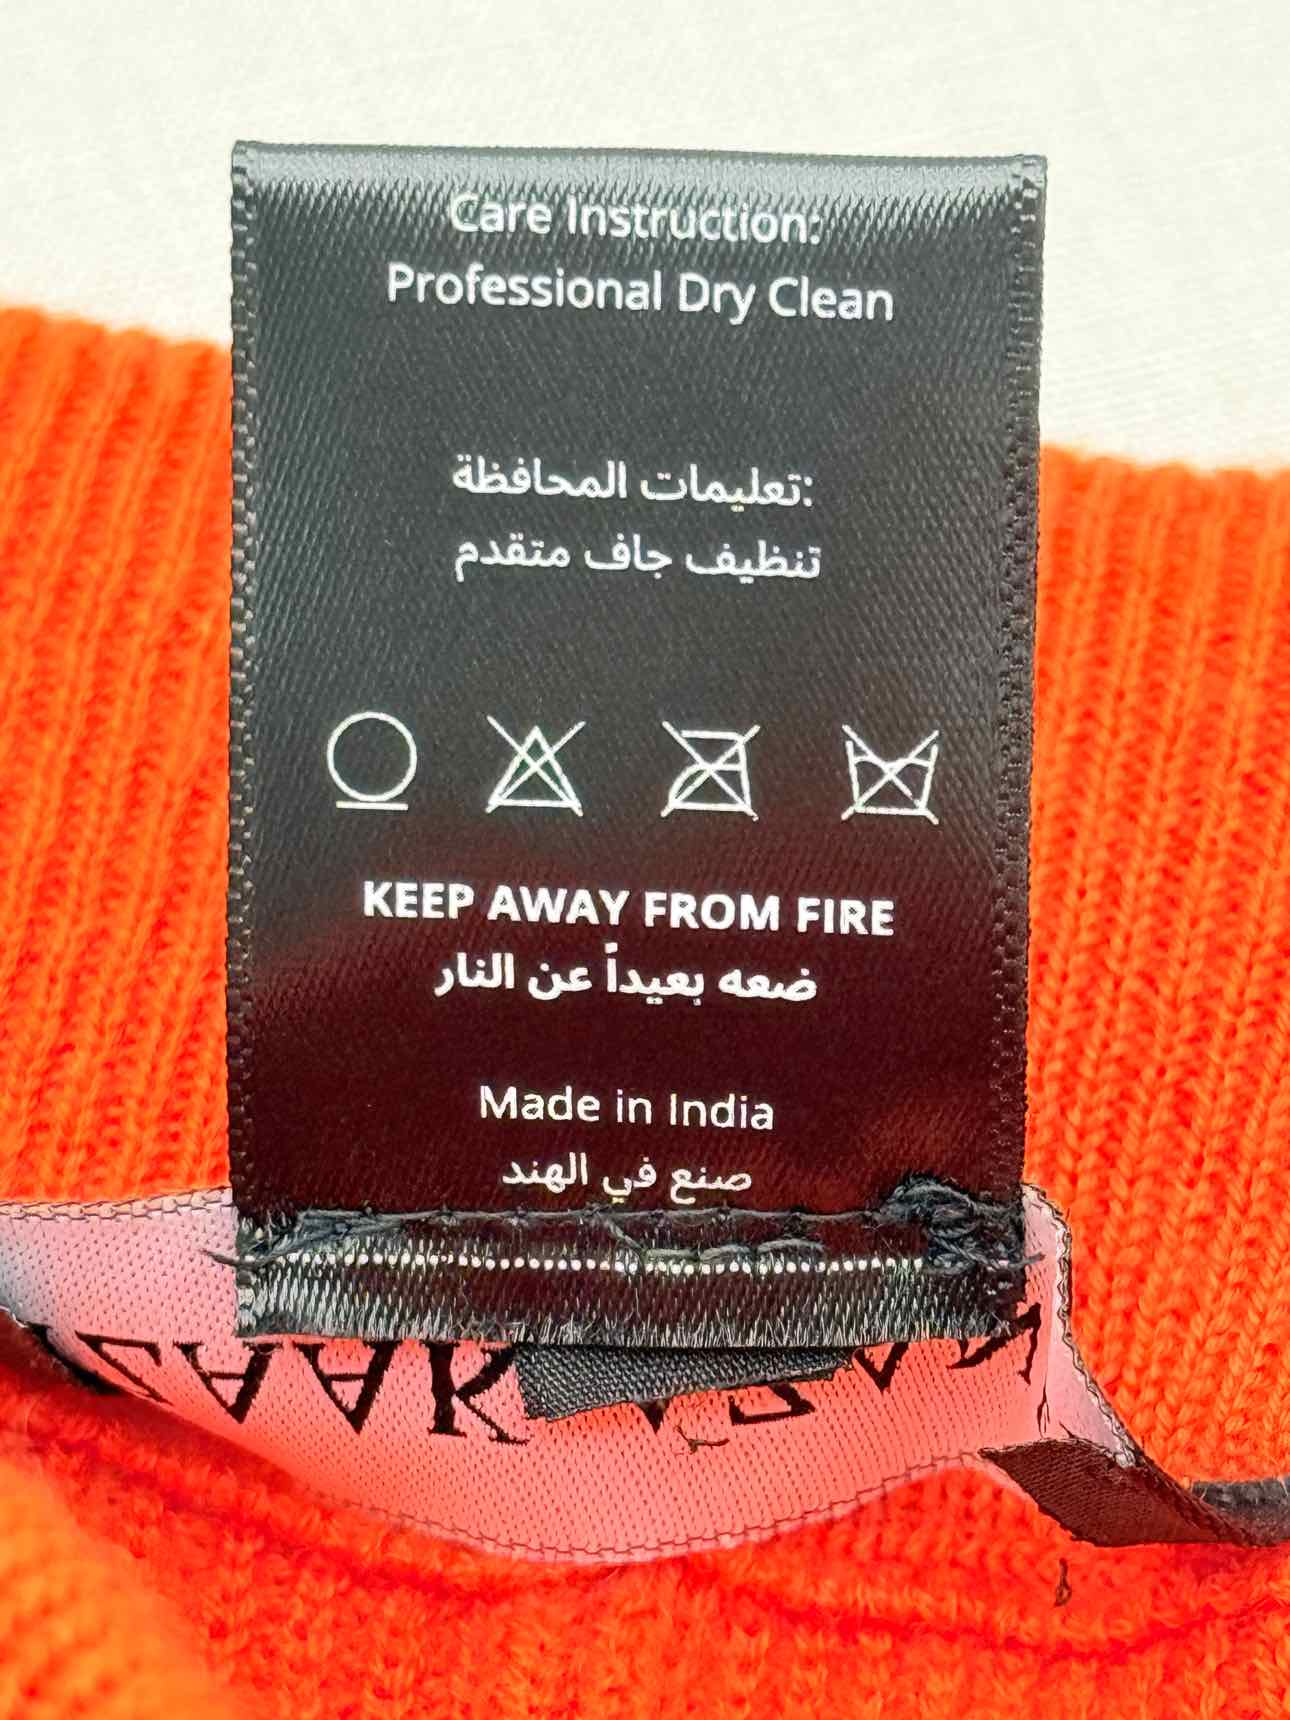 Care Instruction:
Professional Dry Clean
تعليمات المحافظة:
تنظيف جاف متقدم
KEEP AWAY FROM FIRE
ضعه بعيداً عن النار
Made in India
صنع في الهند